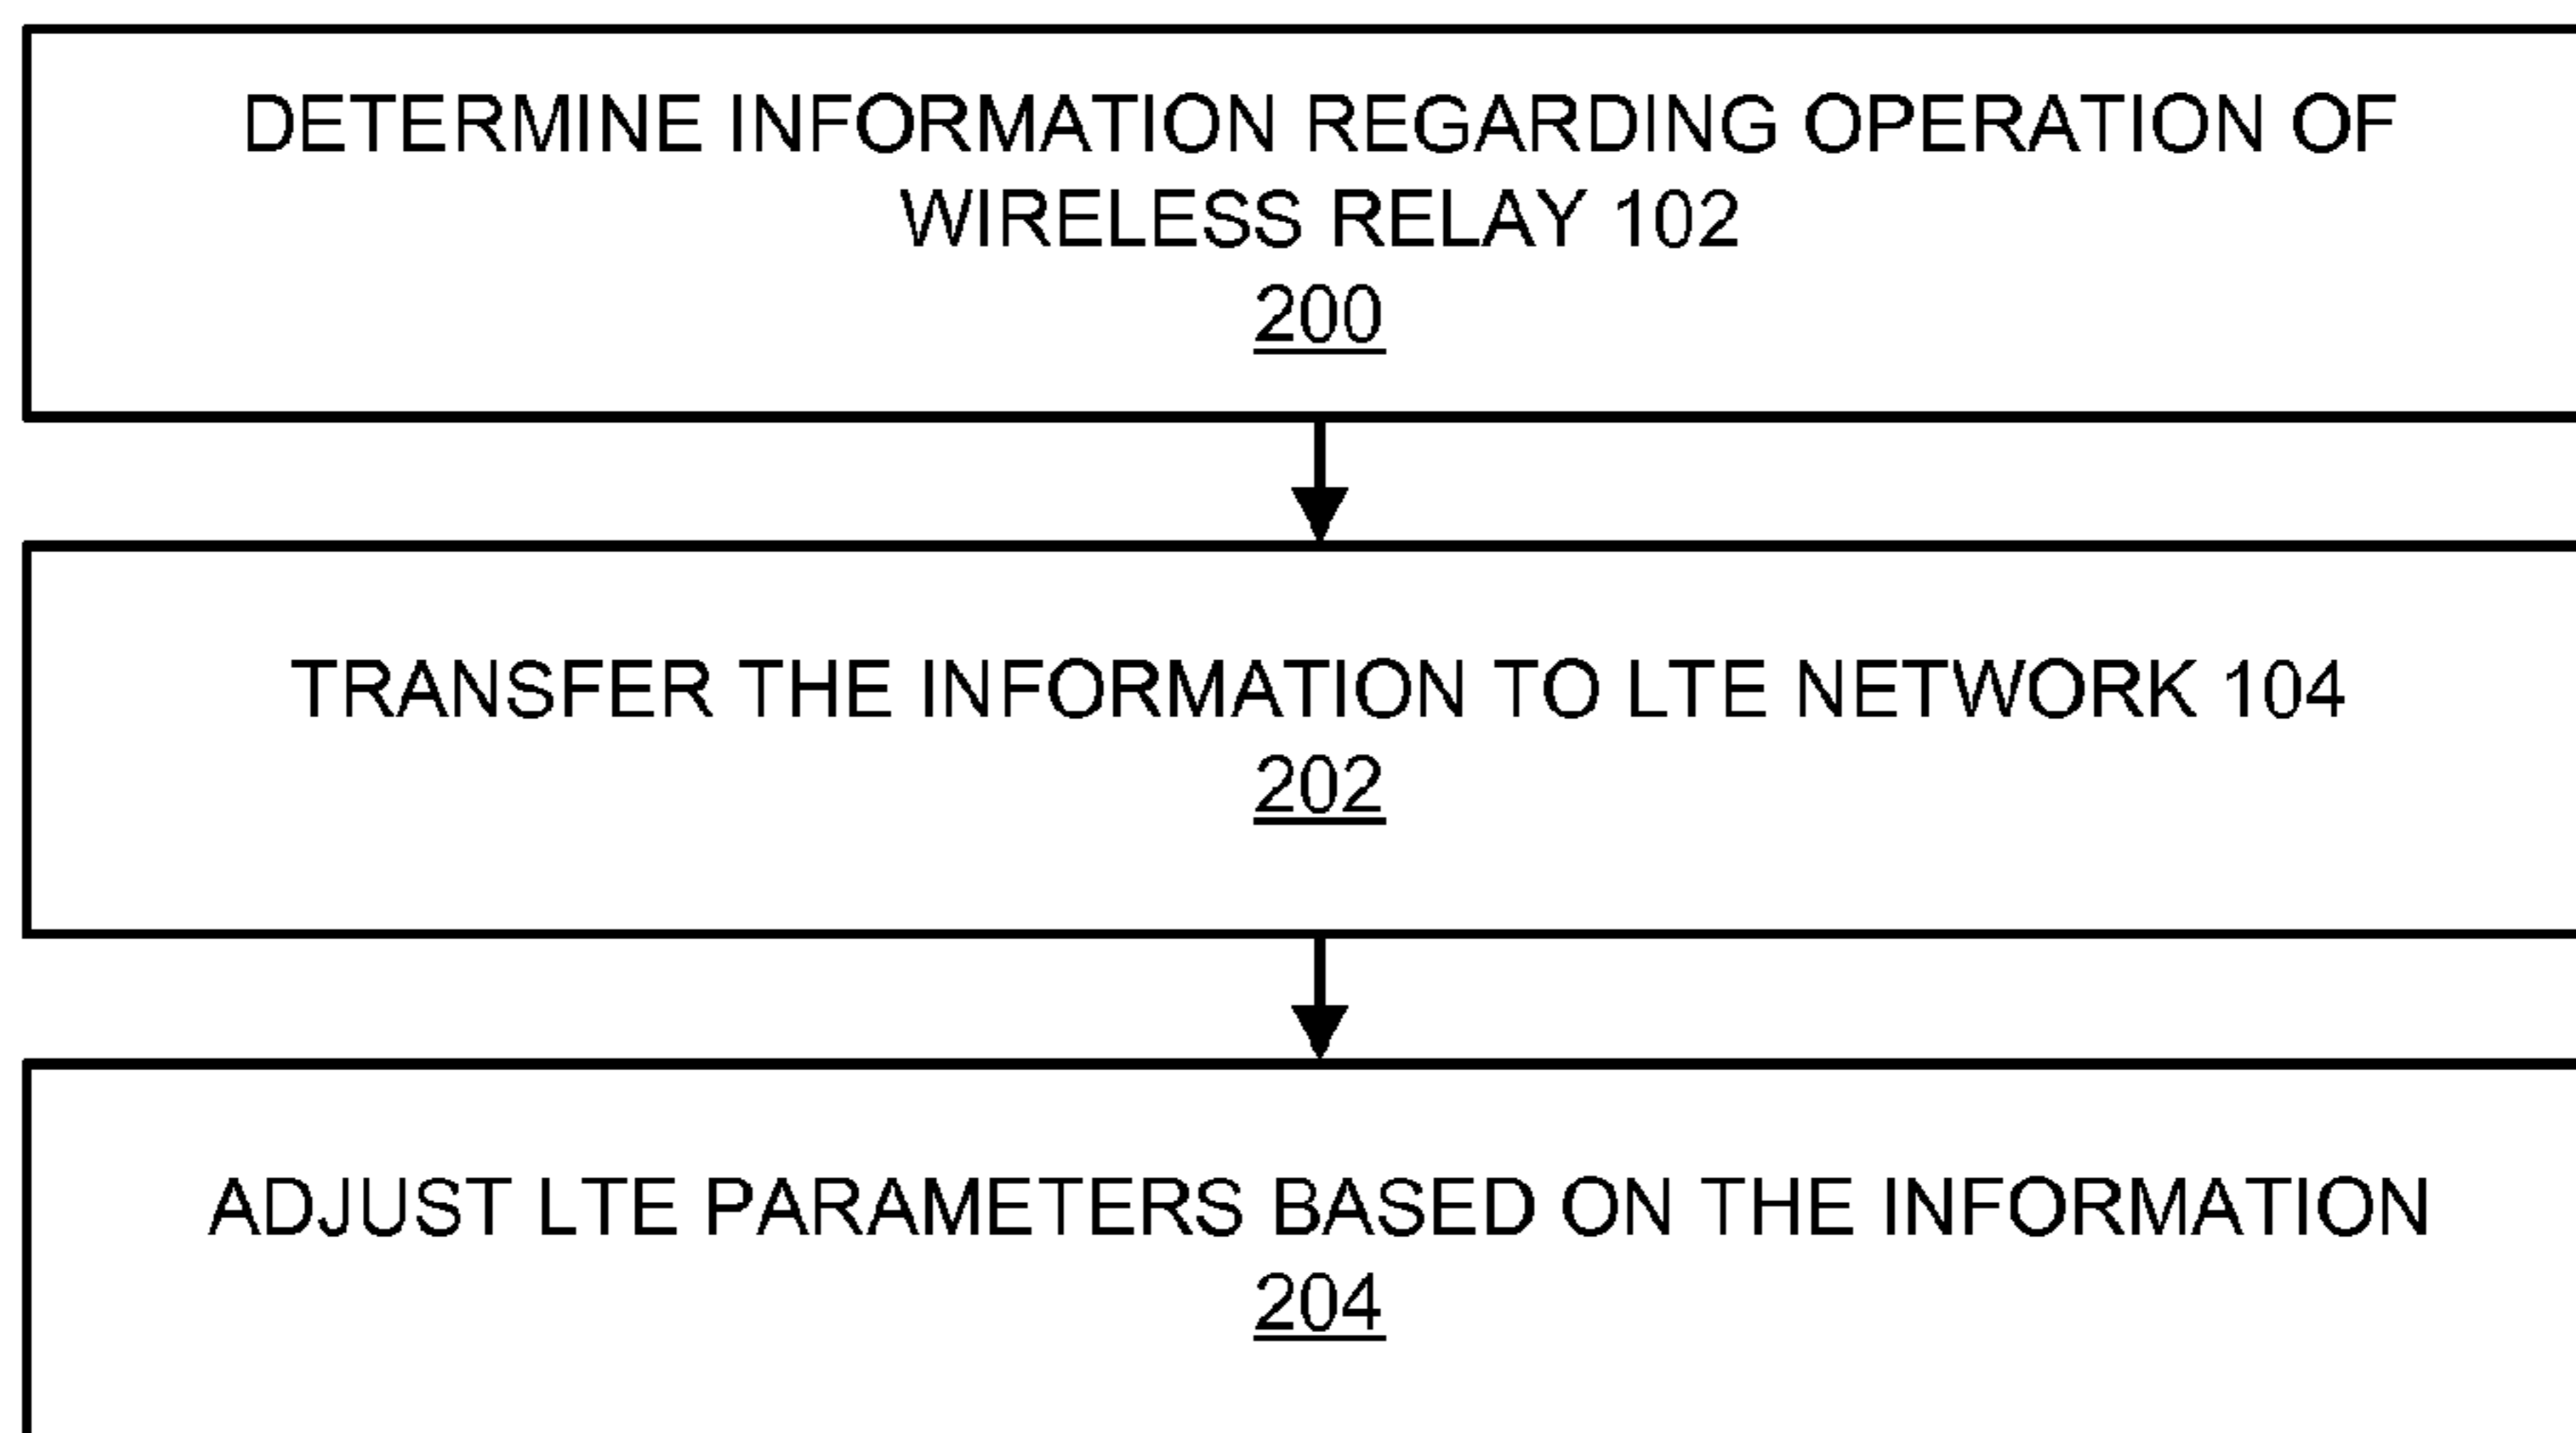 DETERMINE INFORMATION REGARDING OPERATION OF
WIRELESS RELAY 102
200
TRANSFER THE INFORMATION TO LTE NETWORK 104
202
ADJUST LTE PARAMETERS BASED ON THE INFORMATION
204